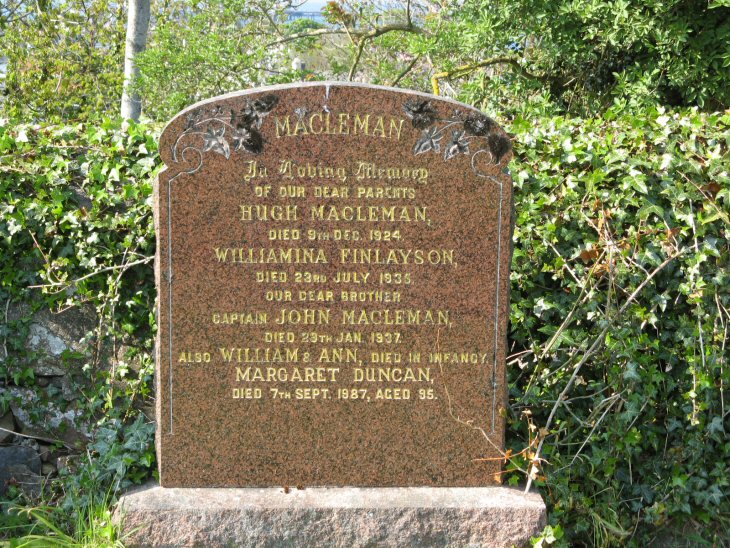 MACLEMAN
In Loving Memory
OF OUR DEAR PARENTS
HUGH MACLEMAN,
DIED 9TH DEC. 1924.
WILLIAMINA FINLAYSON,
DIED 23RD JULY 1935.
OUR DEAR BROTHER
CAPTAIN JOHN MACLEMAN,
DIED 29TH JAN. 1937.
ALSO WILLIAM & ANN, DIED IN INFANCY.
MARGARET DUNCAN,
DIED 7TH SEPT. 1987, AGED 95.